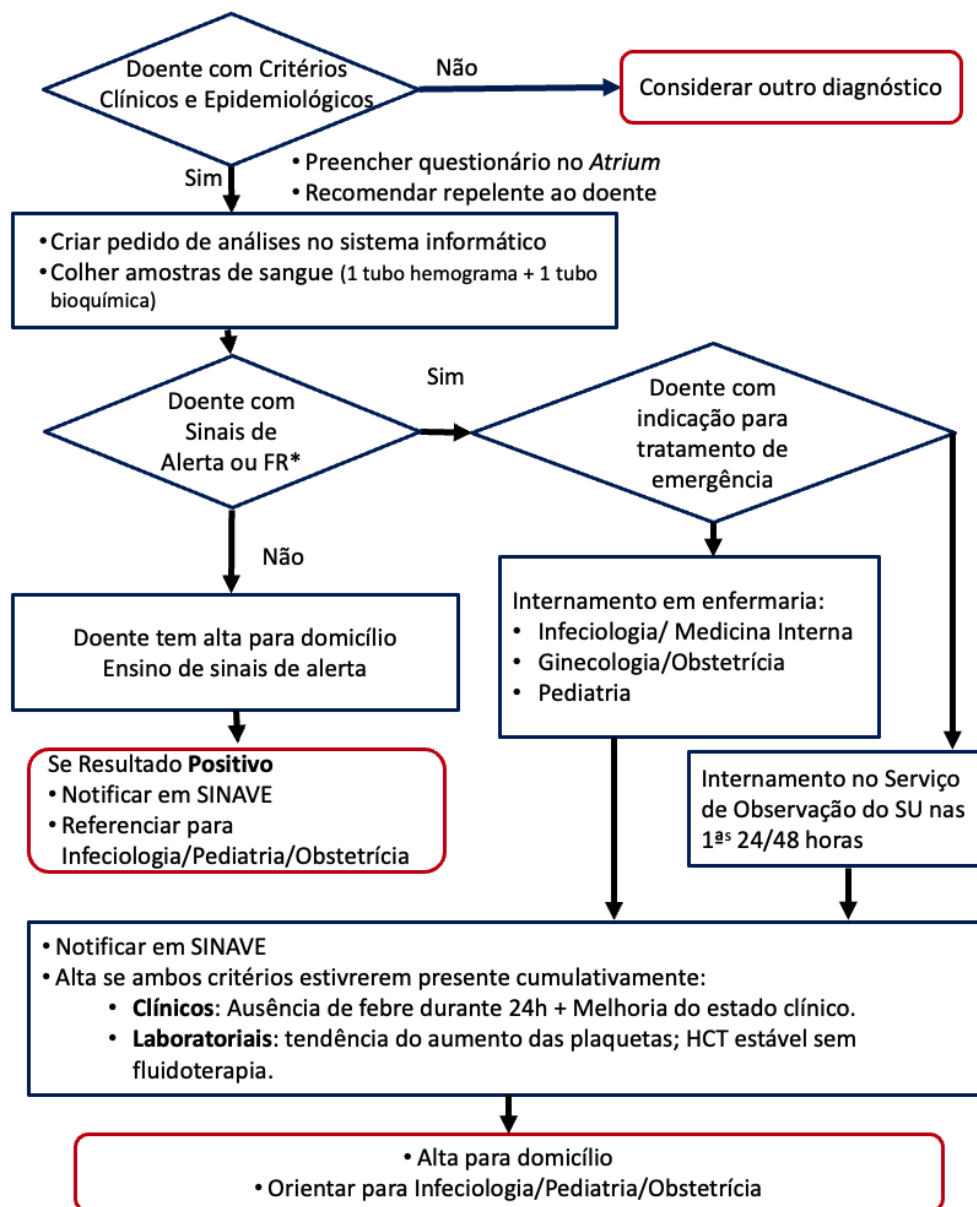 Doente com Critérios
Clínicos e Epidemiológicos
Não
Considerar outro diagnóstico
Sim
• Preencher questionário no Atrium
• Recomendar repelente ao doente
• Criar pedido de análises no sistema informático
• Colher amostras de sangue (1 tubo hemograma + 1 tubo
bioquímica)
Doente com
Sinais de
Alerta ou FR*
Sim
Doente com
indicação para
tratamento de
emergência
Não
Doente tem alta para domicílio
Ensino de sinais de alerta
Internamento em enfermaria:
• Infeciologia/ Medicina Interna
• Ginecologia/Obstetrícia
• Pediatria
Se Resultado Positivo
• Notificar em SINAVE
• Referenciar para
Infeciologia/Pediatria/Obstetrícia
Internamento no Serviço
de Observação do SU nas
1ªˢ 24/48 horas
• Notificar em SINAVE
• Alta se ambos critérios estivrerem presente cumulativamente:
• Clínicos: Ausência de febre durante 24h + Melhoria do estado clínico.
• Laboratoriais: tendência do aumento das plaquetas; HCT estável sem
fluidoterapia.
• Alta para domicílio
• Orientar para Infeciologia/Pediatria/Obstetrícia